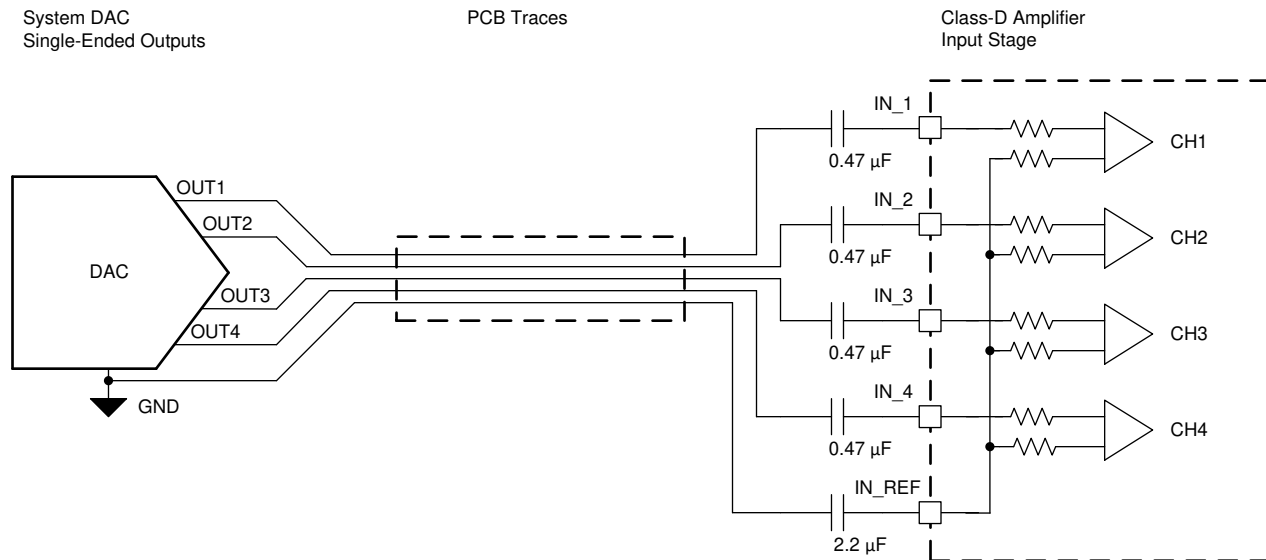 System DAC
Single-Ended Outputs
PCB Traces
Class-D Amplifier
Input Stage
IN_1
0.47 µF
CH1
OUT1
OUT2
IN_2
0.47 µF
CH2
DAC
OUT3
OUT4
IN_3
0.47 µF
CH3
GND
IN_4
0.47 µF
CH4
IN_REF
2.2 µF